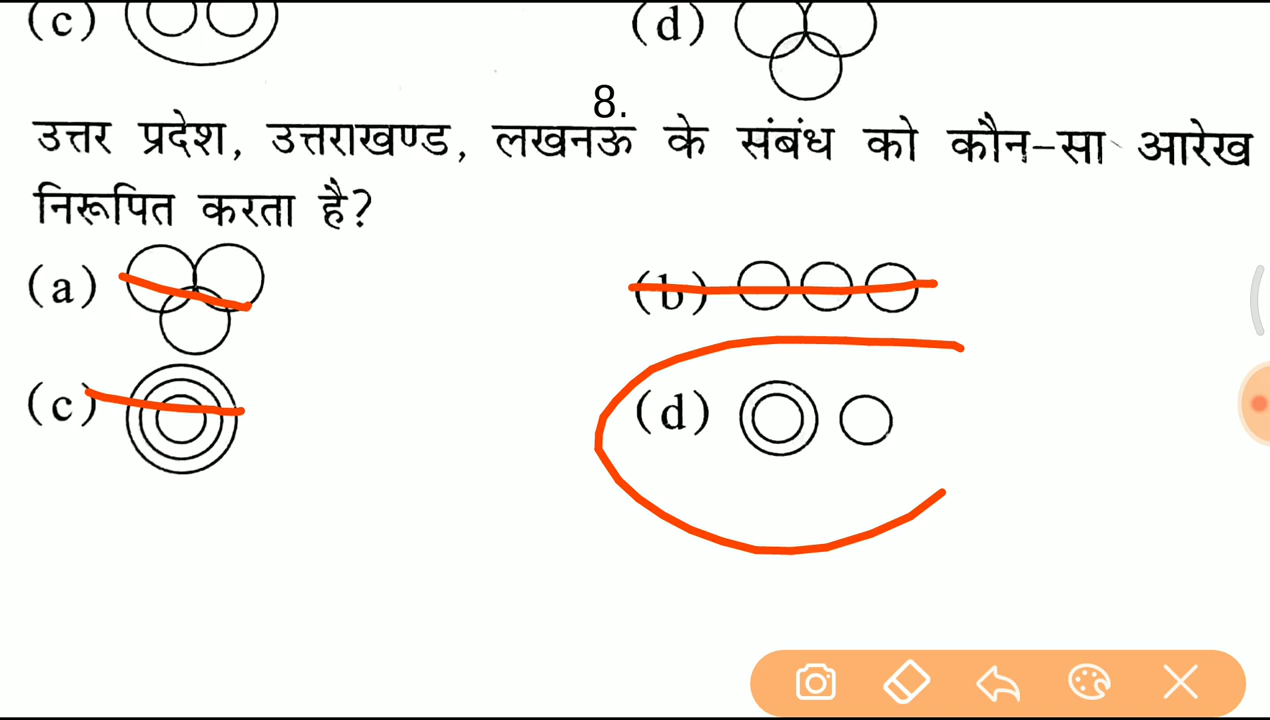 (c) (d)
8.
उत्तर प्रदेश, उत्तराखण्ड, लखनऊ के संबंध को कौन-सा आरेख
निरूपित करता है?
(a) (b)
(c) (d)